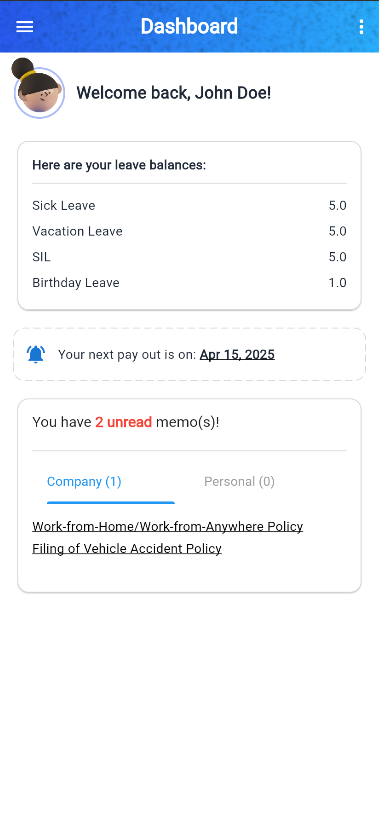 Dashboard
Welcome back, John Doe!
Here are your leave balances:
Sick Leave 5.0
Vacation Leave 5.0
SIL 5.0
Birthday Leave 1.0
Your next pay out is on: Apr 15, 2025
You have 2 unread memo(s)!
Company (1) Personal (0)
Work-from-Home/Work-from-Anywhere Policy
Filing of Vehicle Accident Policy